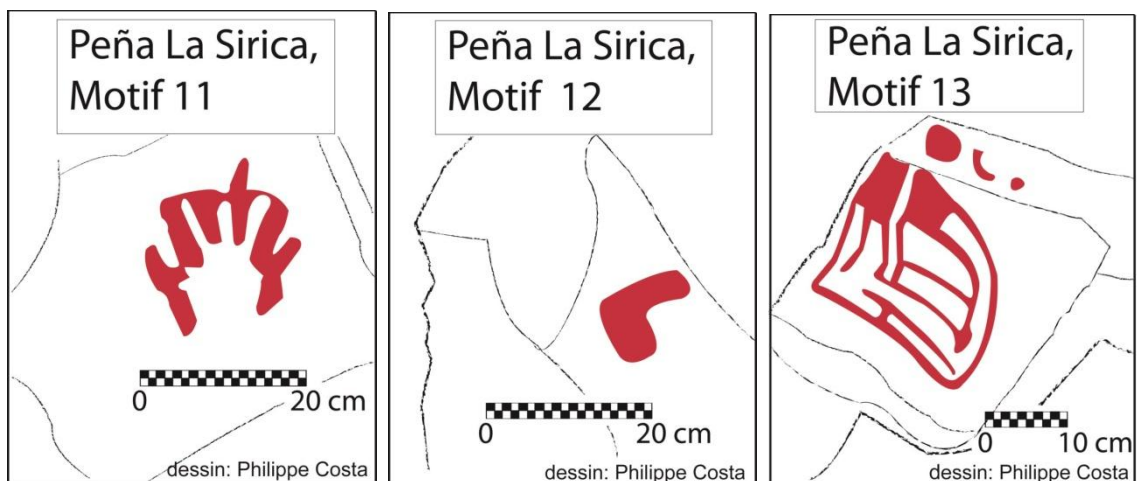 Peña La Sirica,
Motif 11
0 20 cm
dessin: Philippe Costa
Peña La Sirica,
Motif 12
0 20 cm
dessin: Philippe Costa
Peña La Sirica,
Motif 13
0 10 cm
dessin: Philippe Costa